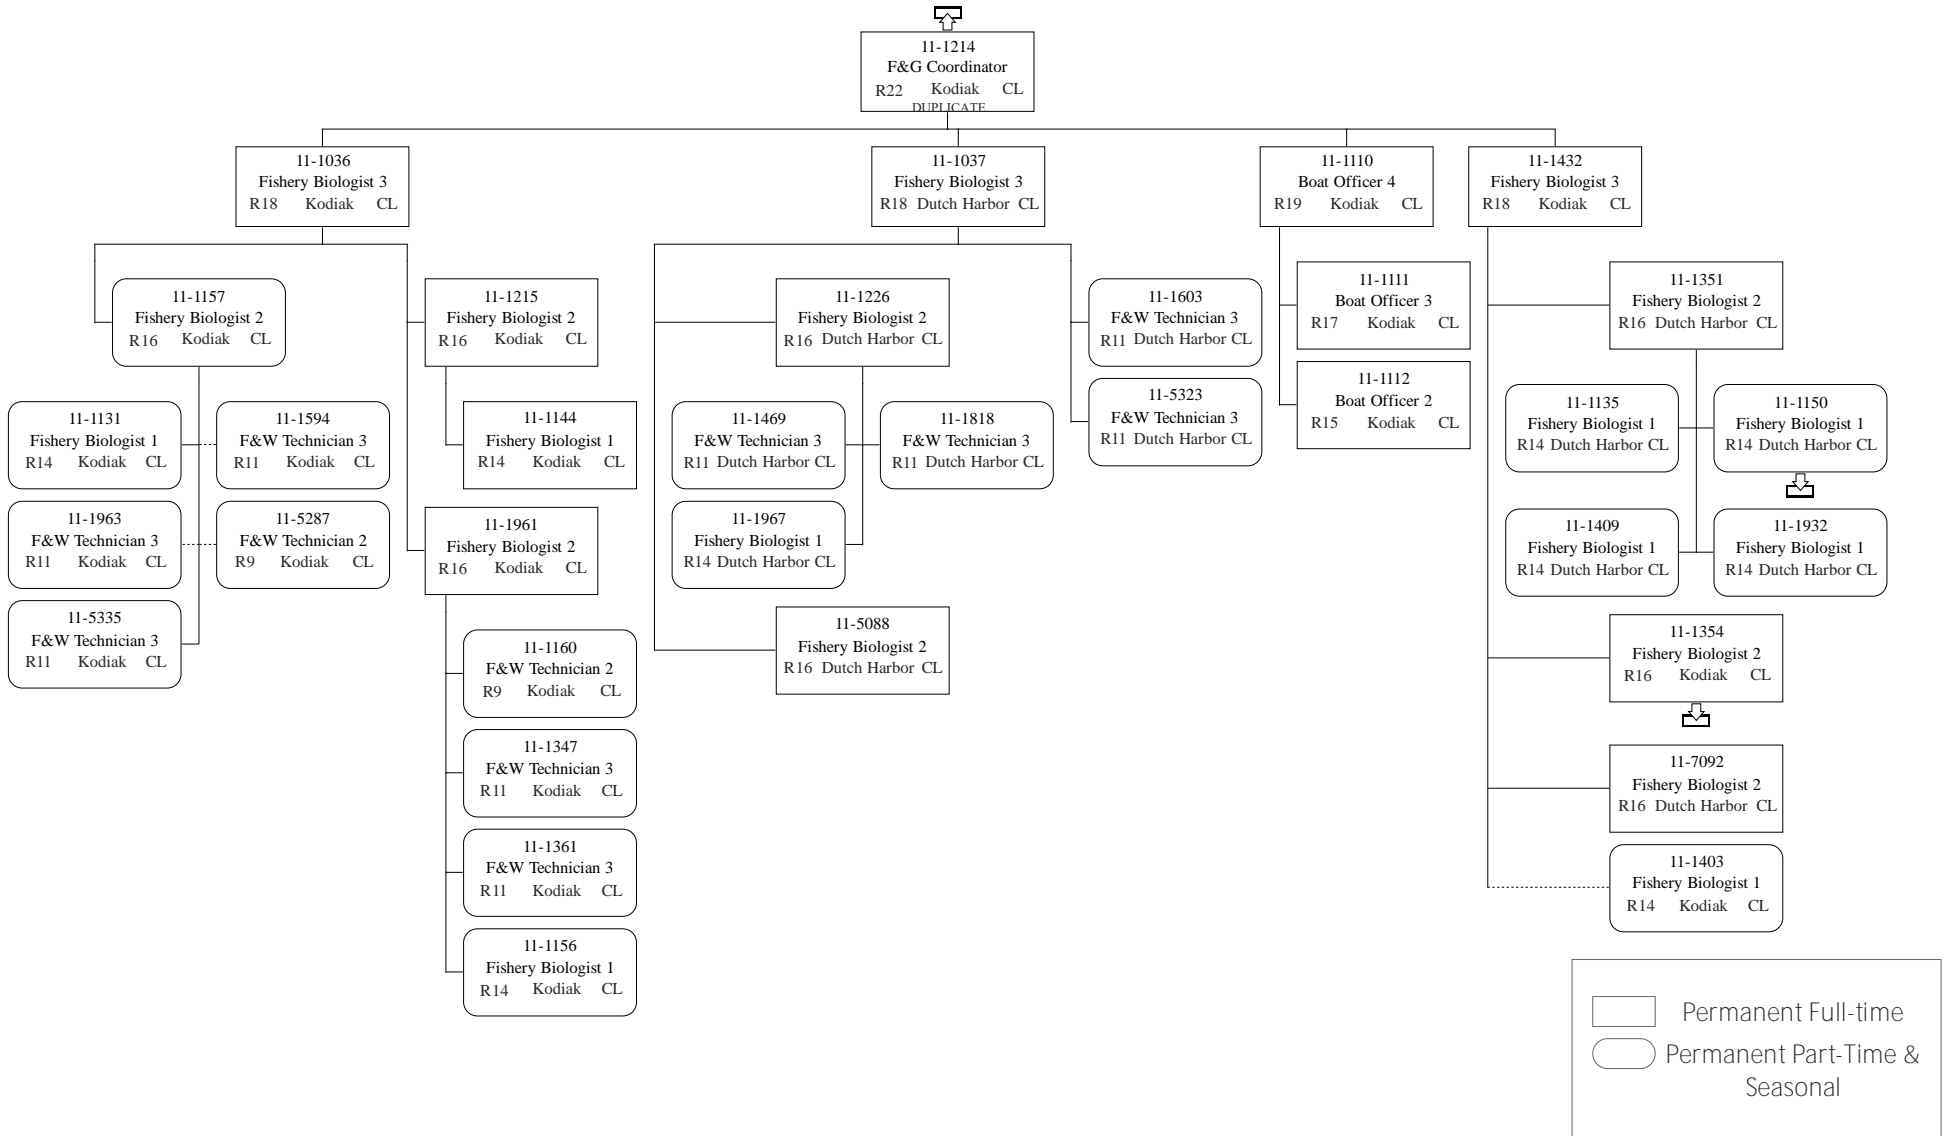 11-1214
F&G Coordinator
R22 Kodiak CL
DUPLICATE
11-1036
Fishery Biologist 3
R18 Kodiak CL
11-1037
Fishery Biologist 3
R18 Dutch Harbor CL
11-1110
Boat Officer 4
R19 Kodiak CL
11-1432
Fishery Biologist 3
R18 Kodiak CL
11-1157
Fishery Biologist 2
R16 Kodiak CL
11-1131
Fishery Biologist 1
R14 Kodiak CL
11-1594
F&W Technician 3
R11 Kodiak CL
11-1963
F&W Technician 3
R11 Kodiak CL
11-5287
F&W Technician 2
R9 Kodiak CL
11-5335
F&W Technician 3
R11 Kodiak CL
11-1215
Fishery Biologist 2
R16 Kodiak CL
11-1144
Fishery Biologist 1
R14 Kodiak CL
11-1961
Fishery Biologist 2
R16 Kodiak CL
11-1160
F&W Technician 2
R9 Kodiak CL
11-1347
F&W Technician 3
R11 Kodiak CL
11-1361
F&W Technician 3
R11 Kodiak CL
11-1156
Fishery Biologist 1
R14 Kodiak CL
11-1226
Fishery Biologist 2
R16 Dutch Harbor CL
11-1469
F&W Technician 3
R11 Dutch Harbor CL
11-1818
F&W Technician 3
R11 Dutch Harbor CL
11-1967
Fishery Biologist 1
R14 Dutch Harbor CL
11-5088
Fishery Biologist 2
R16 Dutch Harbor CL
11-1603
F&W Technician 3
R11 Dutch Harbor CL
11-5323
F&W Technician 3
R11 Dutch Harbor CL
11-1111
Boat Officer 3
R17 Kodiak CL
11-1112
Boat Officer 2
R15 Kodiak CL
11-1351
Fishery Biologist 2
R16 Dutch Harbor CL
11-1135
Fishery Biologist 1
R14 Dutch Harbor CL
11-1150
Fishery Biologist 1
R14 Dutch Harbor CL
11-1409
Fishery Biologist 1
R14 Dutch Harbor CL
11-1932
Fishery Biologist 1
R14 Dutch Harbor CL
11-1354
Fishery Biologist 2
R16 Kodiak CL
11-7092
Fishery Biologist 2
R16 Dutch Harbor CL
11-1403
Fishery Biologist 1
R14 Kodiak CL
Permanent Full-time
Permanent Part-Time &
Seasonal